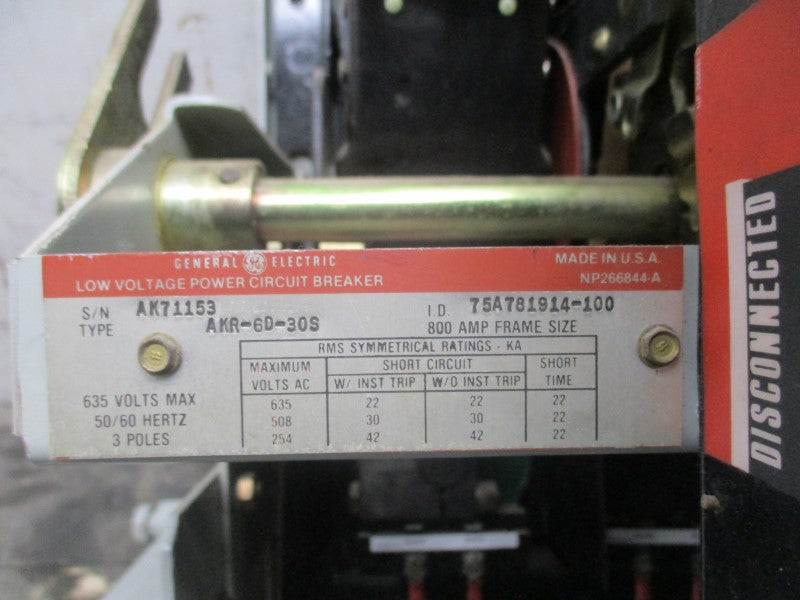 GENERAL GE ELECTRIC
LOW VOLTAGE POWER CIRCUIT BREAKER
MADE IN U.S.A.
NP266844-A
S/N AK71153
TYPE AKR-6D-30S
I.D. 75A781914-100
800 AMP FRAME SIZE
RMS SYMMETRICAL RATINGS - KA
MAXIMUM VOLTS AC
SHORT CIRCUIT
SHORT TIME
W/ INST TRIP W/O INST TRIP
635 22 22 22
508 30 30 22
254 42 42 22
635 VOLTS MAX
50/60 HERTZ
3 POLES
DISCONNECTED